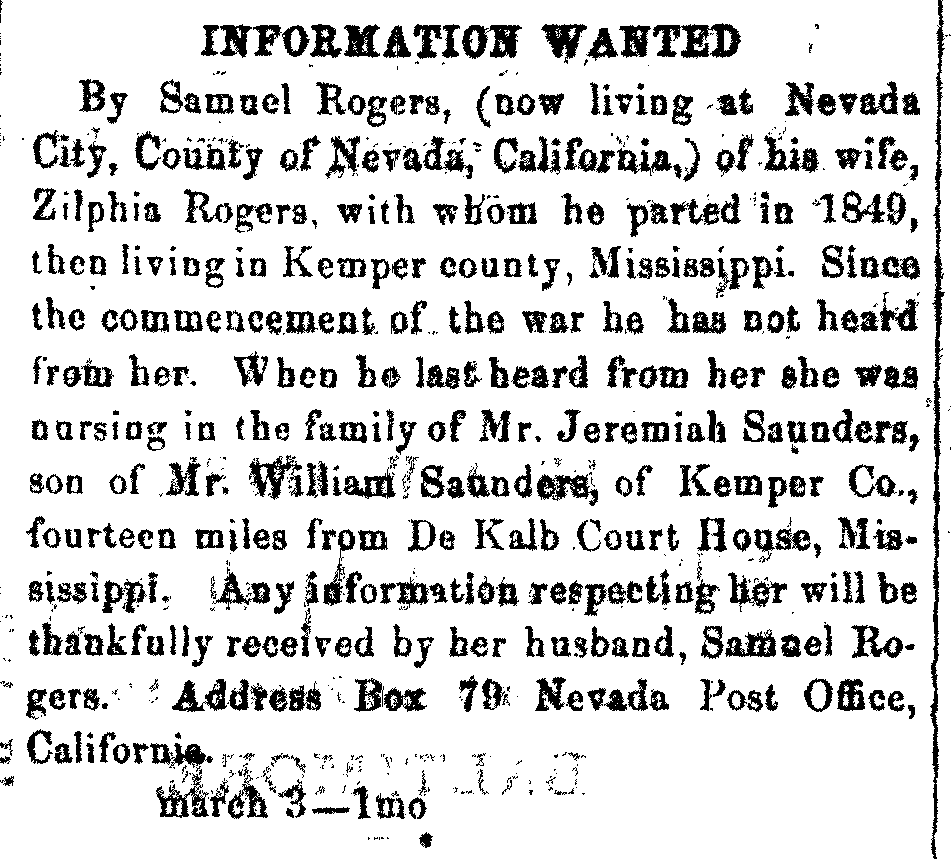 INFORMATION WANTED
By Samuel Rogers, (now living at Nevada
City, County of Nevada, California,) of his wife,
Zilphia Rogers, with whom he parted in 1849,
then living in Kemper county, Mississippi. Since
the commencement of the war he has not heard
from her. When he last heard from her she was
nursing in the family of Mr. Jeremiah Saunders,
son of Mr. William Saunders, of Kemper Co.,
fourteen miles from De Kalb Court House, Mis-
sissippi. Any information respecting her will be
thankfully received by her husband, Samuel Ro-
gers. Address Box 79 Nevada Post Office,
California.
march 3—1mo